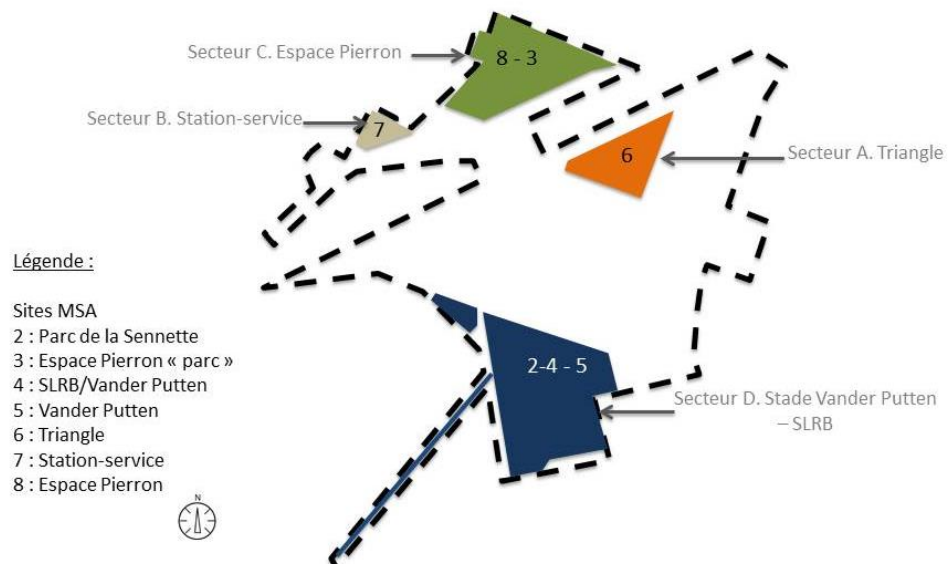 Secteur C. Espace Pierron
8 - 3
Secteur B. Station-service
7
6
Secteur A. Triangle
Légende :
Sites MSA
2 : Parc de la Sennette
3 : Espace Pierron « parc »
4 : SLRB/Vander Putten
5 : Vander Putten
6 : Triangle
7 : Station-service
8 : Espace Pierron
2-4 - 5
Secteur D. Stade Vander Putten
– SLRB
N